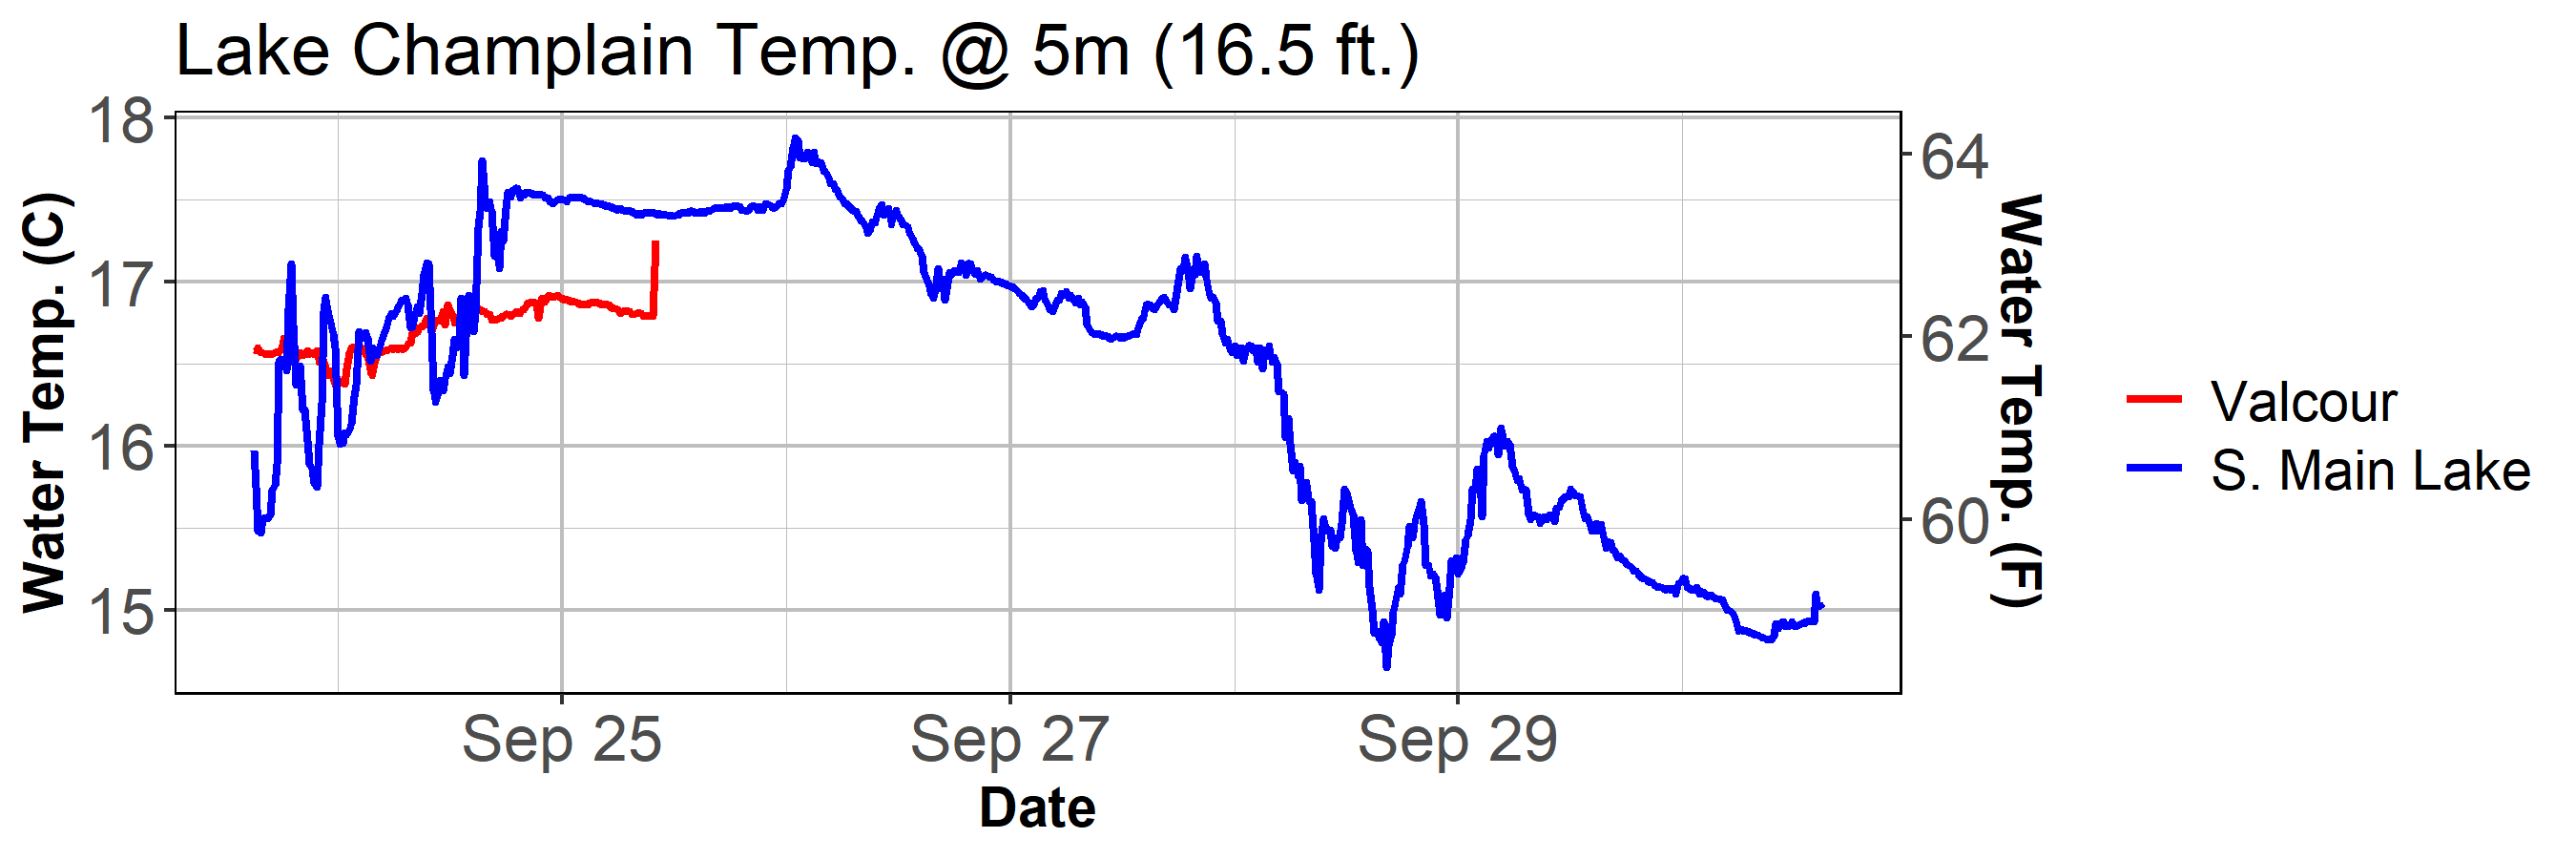 Lake Champlain Temp. @ 5m (16.5 ft.)
Water Temp. (C)
18
17
16
15
64
62
60
Water Temp. (F)
Sep 25
Sep 27
Sep 29
Date
Valcour
S. Main Lake